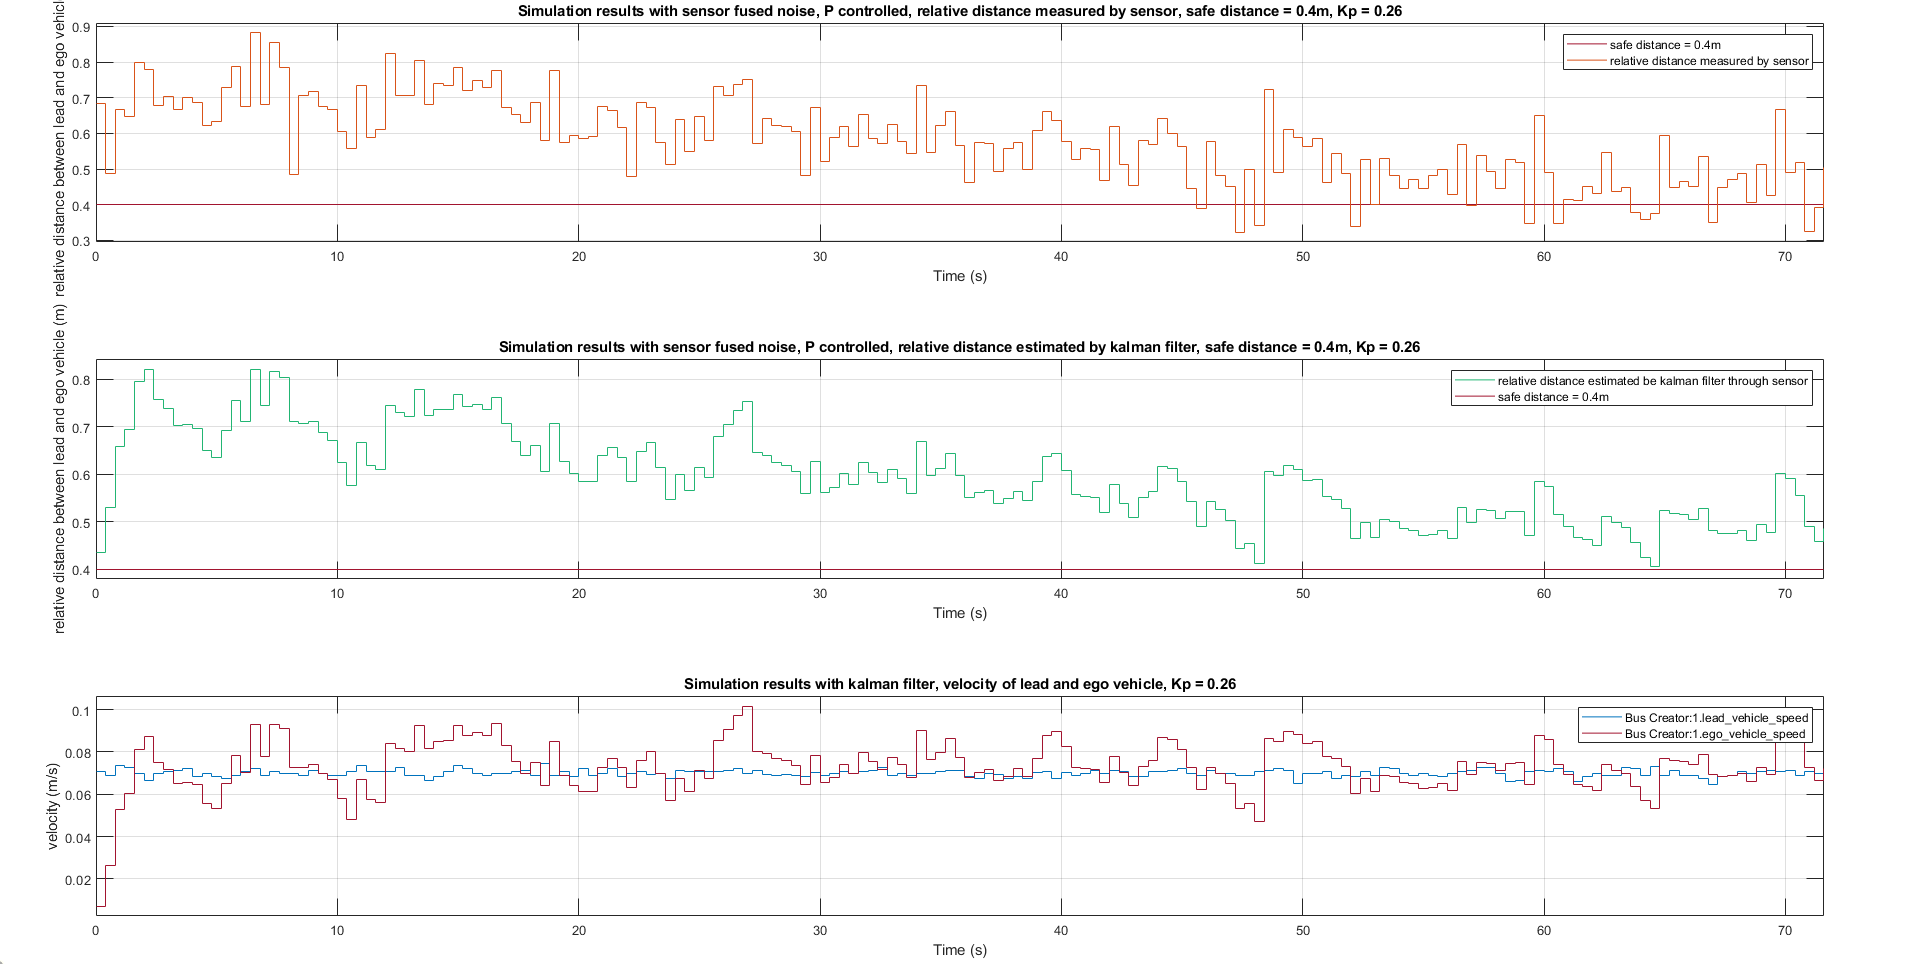 Simulation results with sensor fused noise, P controlled, relative distance measured by sensor, safe distance = 0.4m, Kp = 0.26
relative distance between lead and ego vehicle
0.9
0.8
0.7
0.6
0.5
0.4
0.3
safe distance = 0.4m
relative distance measured by sensor
0
10
20
30
40
50
60
70
Time (s)
Simulation results with sensor fused noise, P controlled, relative distance estimated by kalman filter, safe distance = 0.4m, Kp = 0.26
relative distance between lead and ego vehicle (m)
0.8
0.7
0.6
0.5
0.4
relative distance estimated be kalman filter through sensor
safe distance = 0.4m
0
10
20
30
40
50
60
70
Time (s)
Simulation results with kalman filter, velocity of lead and ego vehicle, Kp = 0.26
velocity (m/s)
0.1
0.08
0.06
0.04
0.02
Bus Creator:1.lead_vehicle_speed
Bus Creator:1.ego_vehicle_speed
0
10
20
30
40
50
60
70
Time (s)